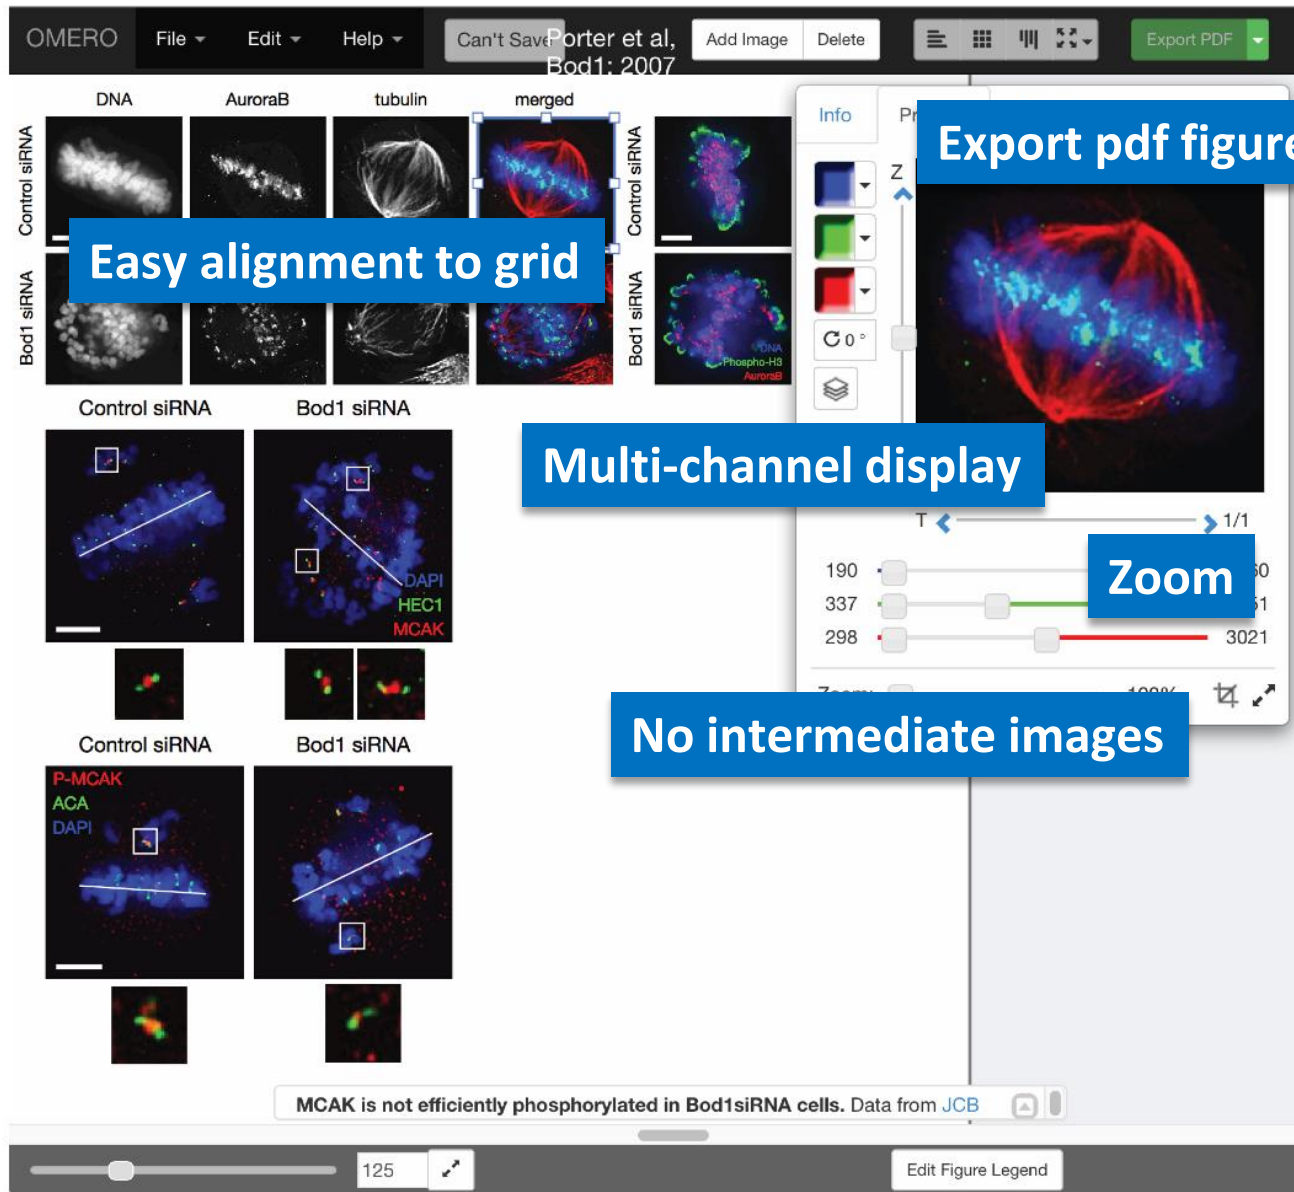 OMERO
File
Edit
Help
Can't Save
Porter et al,
Bod1: 2007
Add Image
Delete
Export PDF
DNA
AuroraB
tubulin
merged
Control siRNA
Control siRNA
Info
Export pdf figure
Z
Easy alignment to grid
Bod1 siRNA
Bod1 siRNA
DNA
Phospho-H3
AuroraB
0 °
Control siRNA
Bod1 siRNA
Multi-channel display
T
1/1
DAPI
HEC1
MCAK
190
337
298
3021
Zoom
No intermediate images
Control siRNA
Bod1 siRNA
P-MCAK
ACA
DAPI
MCAK is not efficiently phosphorylated in Bod1siRNA cells. Data from JCB
125
Edit Figure Legend